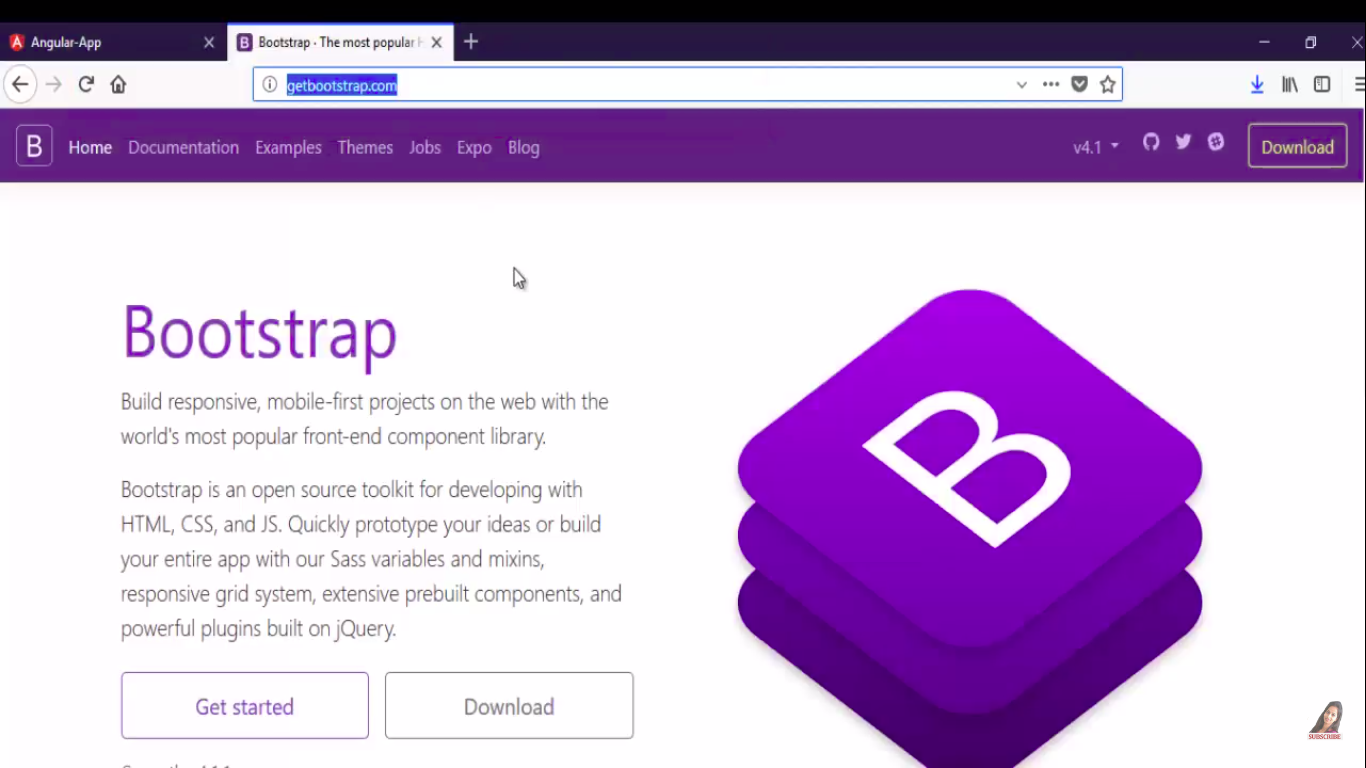 Angular-App
Bootstrap · The most popular H
getbootstrap.com
B Home Documentation Examples Themes Jobs Expo Blog v4.1 Download
Bootstrap
Build responsive, mobile-first projects on the web with the
world's most popular front-end component library.
Bootstrap is an open source toolkit for developing with
HTML, CSS, and JS. Quickly prototype your ideas or build
your entire app with our Sass variables and mixins,
responsive grid system, extensive prebuilt components, and
powerful plugins built on jQuery.
Get started Download
B
SUBSCRIBE